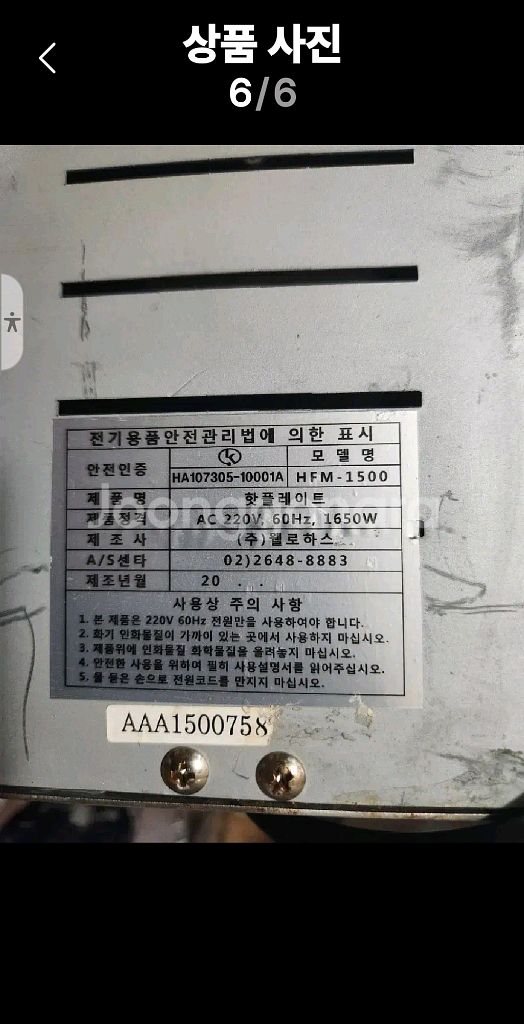 상품 사진
6/6
전기용품안전관리법에 의한 표시
안전인증 모델명
HA107305-10001A HFM-1500
제품명 핫플레이트
제품정격 AC 220V, 60Hz, 1650W
제조사 (주)웰로하스
A/S센타 02)2648-8883
제조년월 20 . .
사용상 주의 사항
1. 본 제품은 220V 60Hz 전원만을 사용하여야 합니다.
2. 화기 인화물질이 가까이 있는 곳에서 사용하지 마십시오.
3. 제품위에 인화물질 화학물질을 올려놓지 마십시오.
4. 안전한 사용을 위하여 필히 사용설명서를 읽어주십시오.
5. 물 묻은 손으로 전원코드를 만지지 마십시오.
AAA1500758
Joongwonara